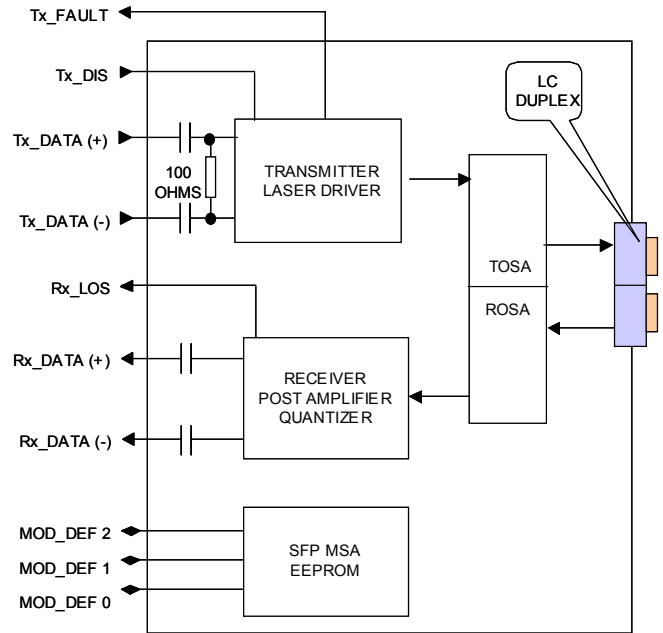 Tx_FAULT
Tx_DIS
LC
DUPLEX
Tx_DATA (+)
100
OHMS
TRANSMITTER
LASER DRIVER
Tx_DATA (-)
TOSA
Rx_LOS
ROSA
Rx_DATA (+)
RECEIVER
POST AMPLIFIER
QUANTIZER
Rx_DATA (-)
MOD_DEF 2
SFP MSA
EEPROM
MOD_DEF 1
MOD_DEF 0